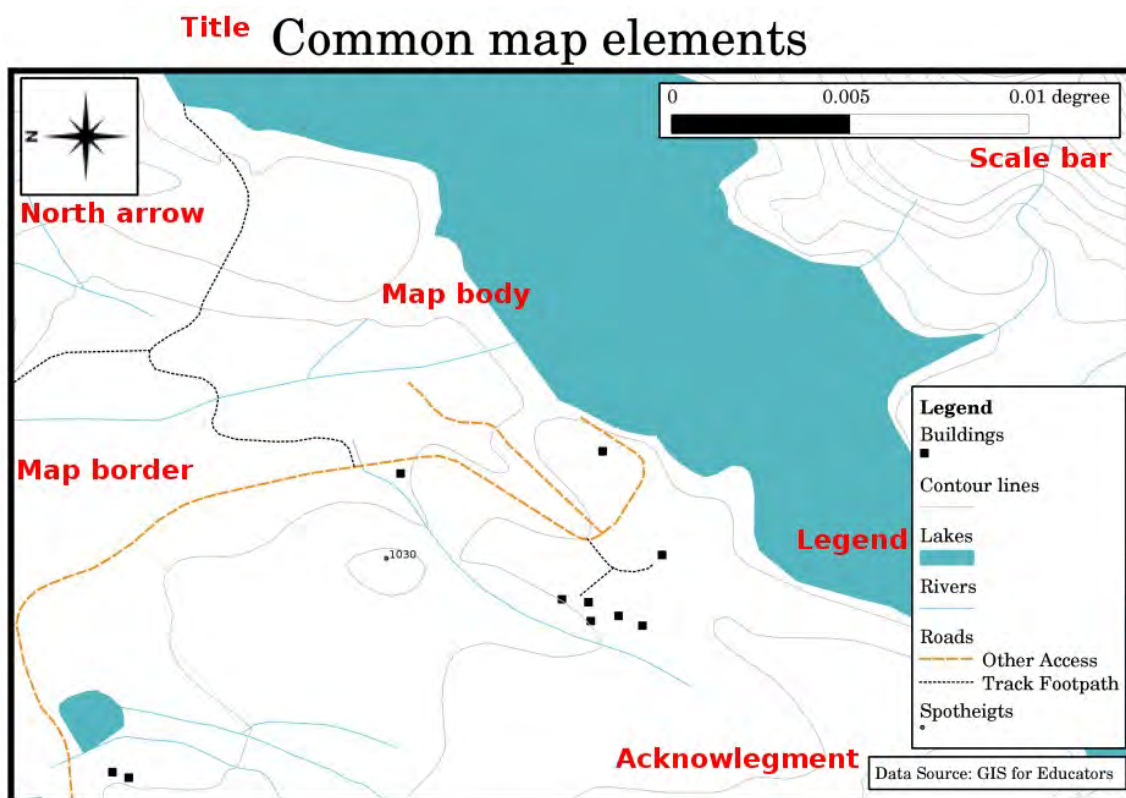 Title Common map elements
0 0.005 0.01 degree
N
Scale bar
North arrow
Map body
Legend
Buildings
Map border
Contour lines
Legend
Lakes
1030
Rivers
Roads
Other Access
Track Footpath
Spotheigts
Acknowlegment
Data Source: GIS for Educators